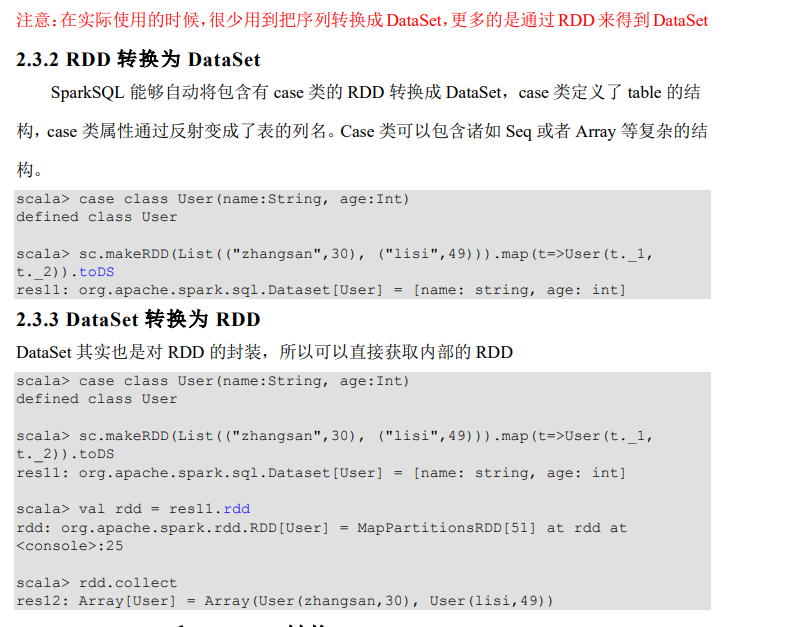 注意：在实际使用的时候，很少用到把序列转换成 DataSet，更多的是通过 RDD 来得到 DataSet
2.3.2 RDD 转换为 DataSet
SparkSQL 能够自动将包含有 case 类的 RDD 转换成 DataSet，case 类定义了 table 的结
构，case 类属性通过反射变成了表的列名。Case 类可以包含诸如 Seq 或者 Array 等复杂的结
构。
scala> case class User(name:String, age:Int)
defined class User
scala> sc.makeRDD(List(("zhangsan",30), ("lisi",49))).map(t=>User(t._1,
t._2)).toDS
res11: org.apache.spark.sql.Dataset[User] = [name: string, age: int]
2.3.3 DataSet 转换为 RDD
DataSet 其实也是对 RDD 的封装，所以可以直接获取内部的 RDD
scala> case class User(name:String, age:Int)
defined class User
scala> sc.makeRDD(List(("zhangsan",30), ("lisi",49))).map(t=>User(t._1,
t._2)).toDS
res11: org.apache.spark.sql.Dataset[User] = [name: string, age: int]
scala> val rdd = res11.rdd
rdd: org.apache.spark.rdd.RDD[User] = MapPartitionsRDD[51] at rdd at
<console>:25
scala> rdd.collect
res12: Array[User] = Array(User(zhangsan,30), User(lisi,49))